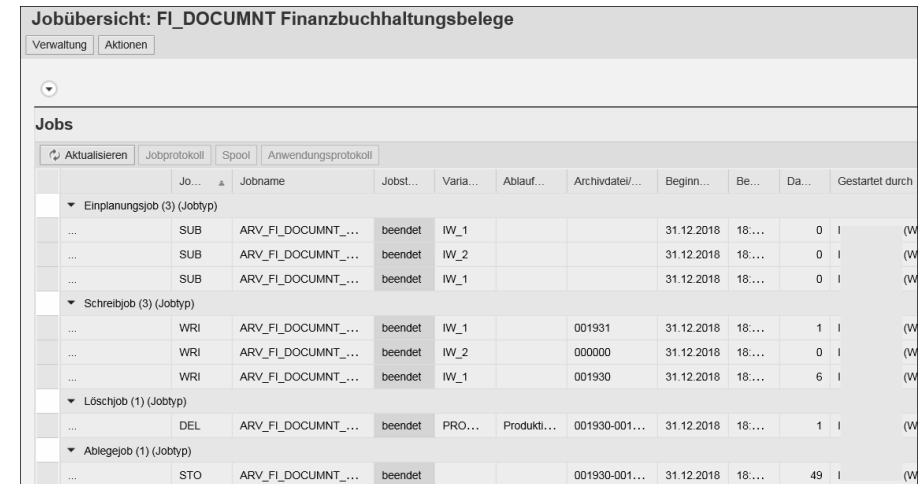 Jobübersicht: FI_DOCUMNT Finanzbuchhaltungsbelege
Verwaltung Aktionen
Jobs
Aktualisieren Jobprotokoll Spool Anwendungsprotokoll
Jo... Jobname Jobst... Varia... Ablauf... Archivdatei/... Beginn... Be... Da... Gestartet durch
Einplanungsjob (3) (Jobtyp)
... SUB ARV_FI_DOCUMNT_... beendet IW_1 31.12.2018 18:... 0 I (W
... SUB ARV_FI_DOCUMNT_... beendet IW_2 31.12.2018 18:... 0 I (W
... SUB ARV_FI_DOCUMNT_... beendet IW_1 31.12.2018 18:... 0 I (W
Schreibjob (3) (Jobtyp)
... WRI ARV_FI_DOCUMNT_... beendet IW_1 001931 31.12.2018 18:... 1 I (W
... WRI ARV_FI_DOCUMNT_... beendet IW_2 000000 31.12.2018 18:... 0 I (W
... WRI ARV_FI_DOCUMNT_... beendet IW_1 001930 31.12.2018 18:... 6 I (W
Löschjob (1) (Jobtyp)
... DEL ARV_FI_DOCUMNT_... beendet PRO... Produkti... 001930-001... 31.12.2018 18:... 1 I (W
Ablegejob (1) (Jobtyp)
... STO ARV_FI_DOCUMNT_... beendet 001930-001... 31.12.2018 18:... 49 I (W